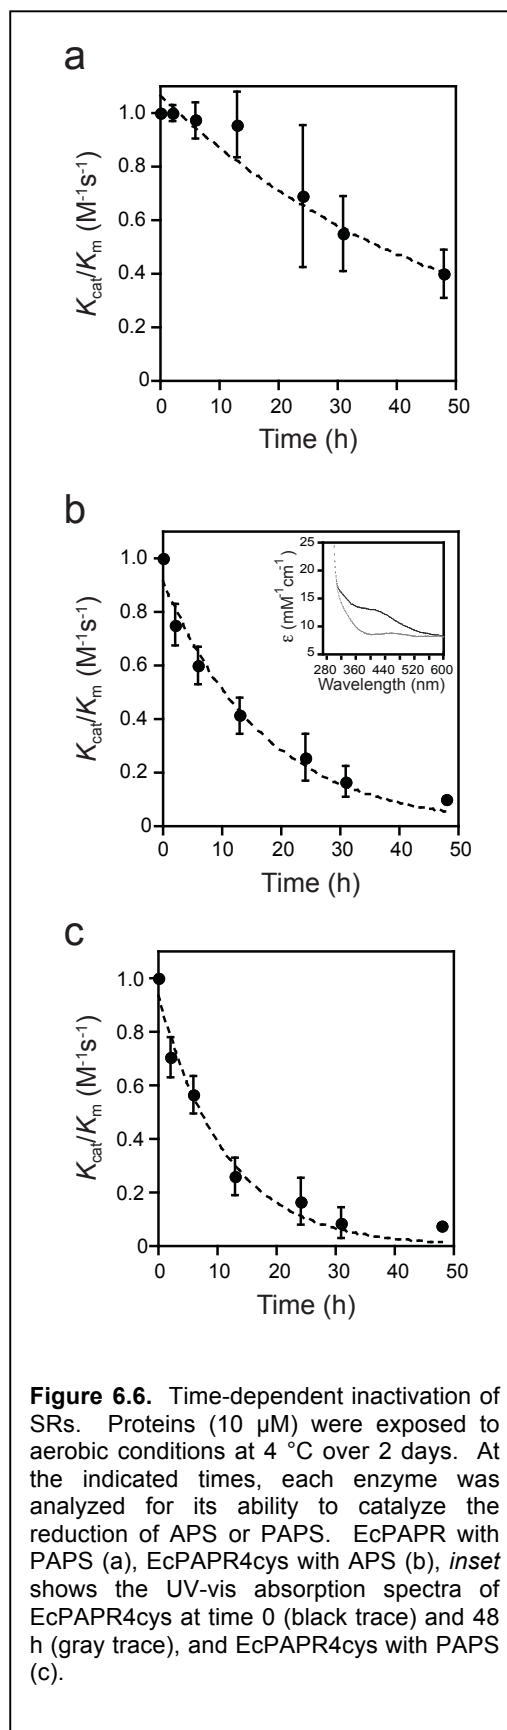 a
1.0
0.8
0.6
0.4
0.2
0
K_cat/K_m (M⁻¹s⁻¹)
0 10 20 30 40 50
Time (h)
b
1.0
0.8
0.6
0.4
0.2
0
K_cat/K_m (M⁻¹s⁻¹)
25
20
15
10
5
ε (mM⁻¹cm⁻¹)
280 360 440 520 600
Wavelength (nm)
0 10 20 30 40 50
Time (h)
c
1.0
0.8
0.6
0.4
0.2
0
K_cat/K_m (M⁻¹s⁻¹)
0 10 20 30 40 50
Time (h)
Figure 6.6. Time-dependent inactivation of
SRs. Proteins (10 µM) were exposed to
aerobic conditions at 4 °C over 2 days. At
the indicated times, each enzyme was
analyzed for its ability to catalyze the
reduction of APS or PAPS. EcPAPR with
PAPS (a), EcPAPR4cys with APS (b), inset
shows the UV-vis absorption spectra of
EcPAPR4cys at time 0 (black trace) and 48
h (gray trace), and EcPAPR4cys with PAPS
(c).